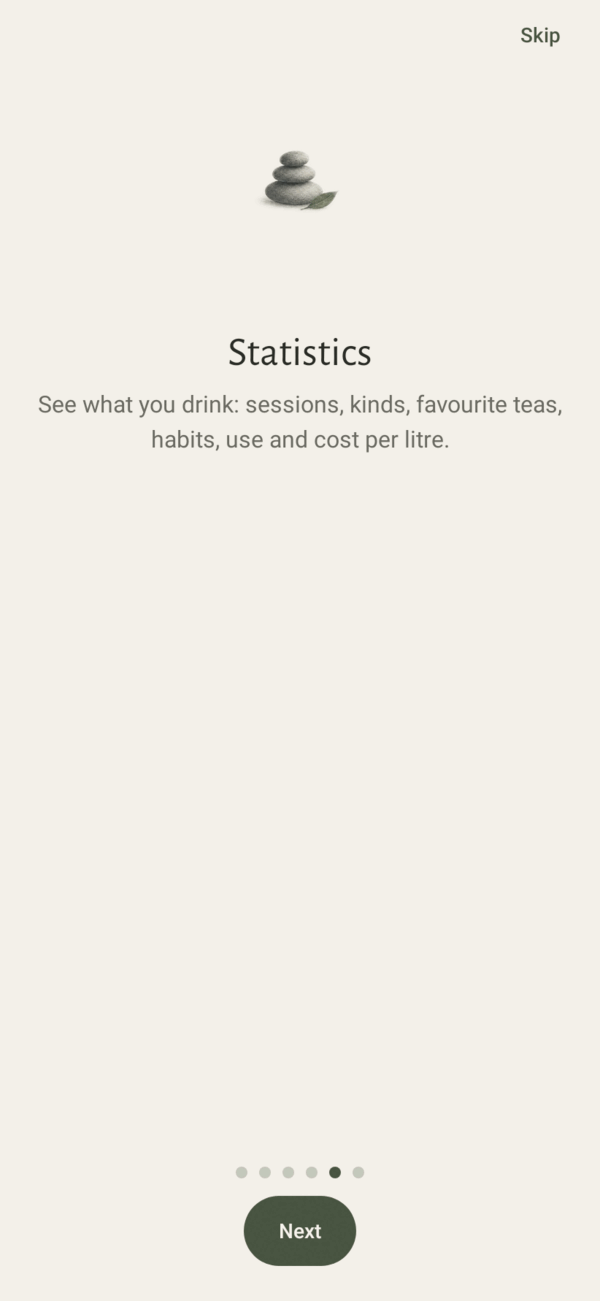 Skip
Statistics
See what you drink: sessions, kinds, favourite teas,
habits, use and cost per litre.
Next